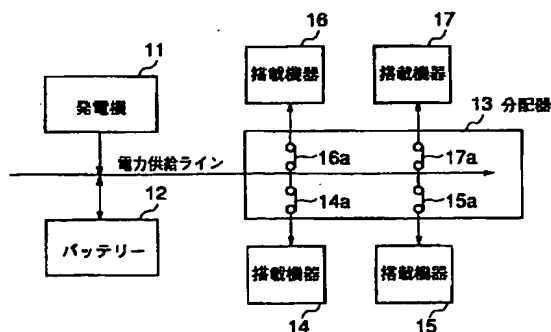 16
17
11
搭載機器
搭載機器
13 分配器
発電機
電力供給ライン
16a
17a
12
14a
15a
バッテリー
搭載機器
搭載機器
14
15